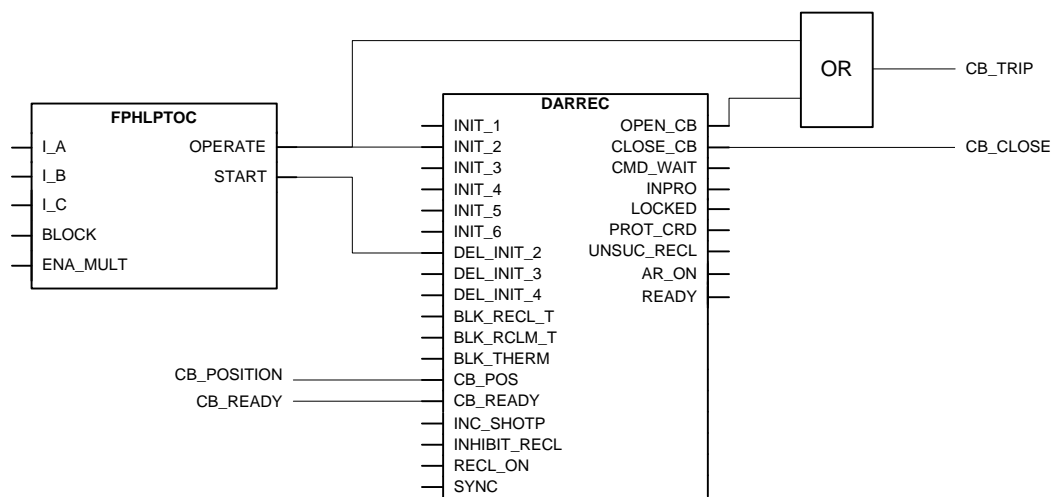 FPHLPTOC
I_A
I_B
I_C
BLOCK
ENA_MULT
OPERATE
START
DARREC
INIT_1
INIT_2
INIT_3
INIT_4
INIT_5
INIT_6
DEL_INIT_2
DEL_INIT_3
DEL_INIT_4
BLK_RECL_T
BLK_RCLM_T
BLK_THERM
CB_POS
CB_READY
INC_SHOTP
INHIBIT_RECL
RECL_ON
SYNC
OPEN_CB
CLOSE_CB
CMD_WAIT
INPRO
LOCKED
PROT_CRD
UNSUC_RECL
AR_ON
READY
CB_POSITION
CB_READY
OR
CB_TRIP
CB_CLOSE